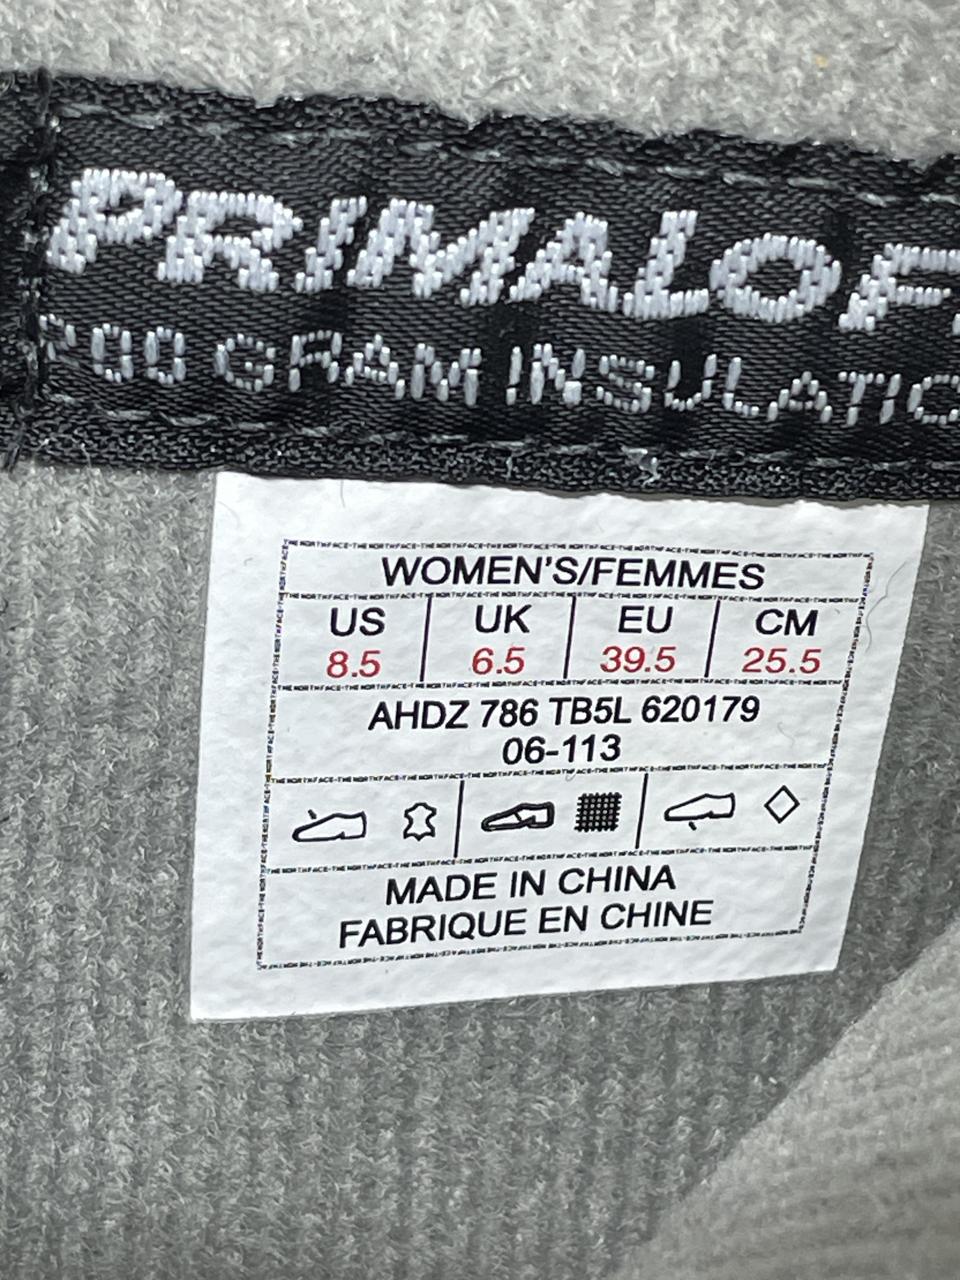 PRIMALOF
200 GRAM INSULATIO
WOMEN'S/FEMMES
US UK EU CM
8.5 6.5 39.5 25.5
AHDZ 786 TB5L 620179
06-113
MADE IN CHINA
FABRIQUE EN CHINE